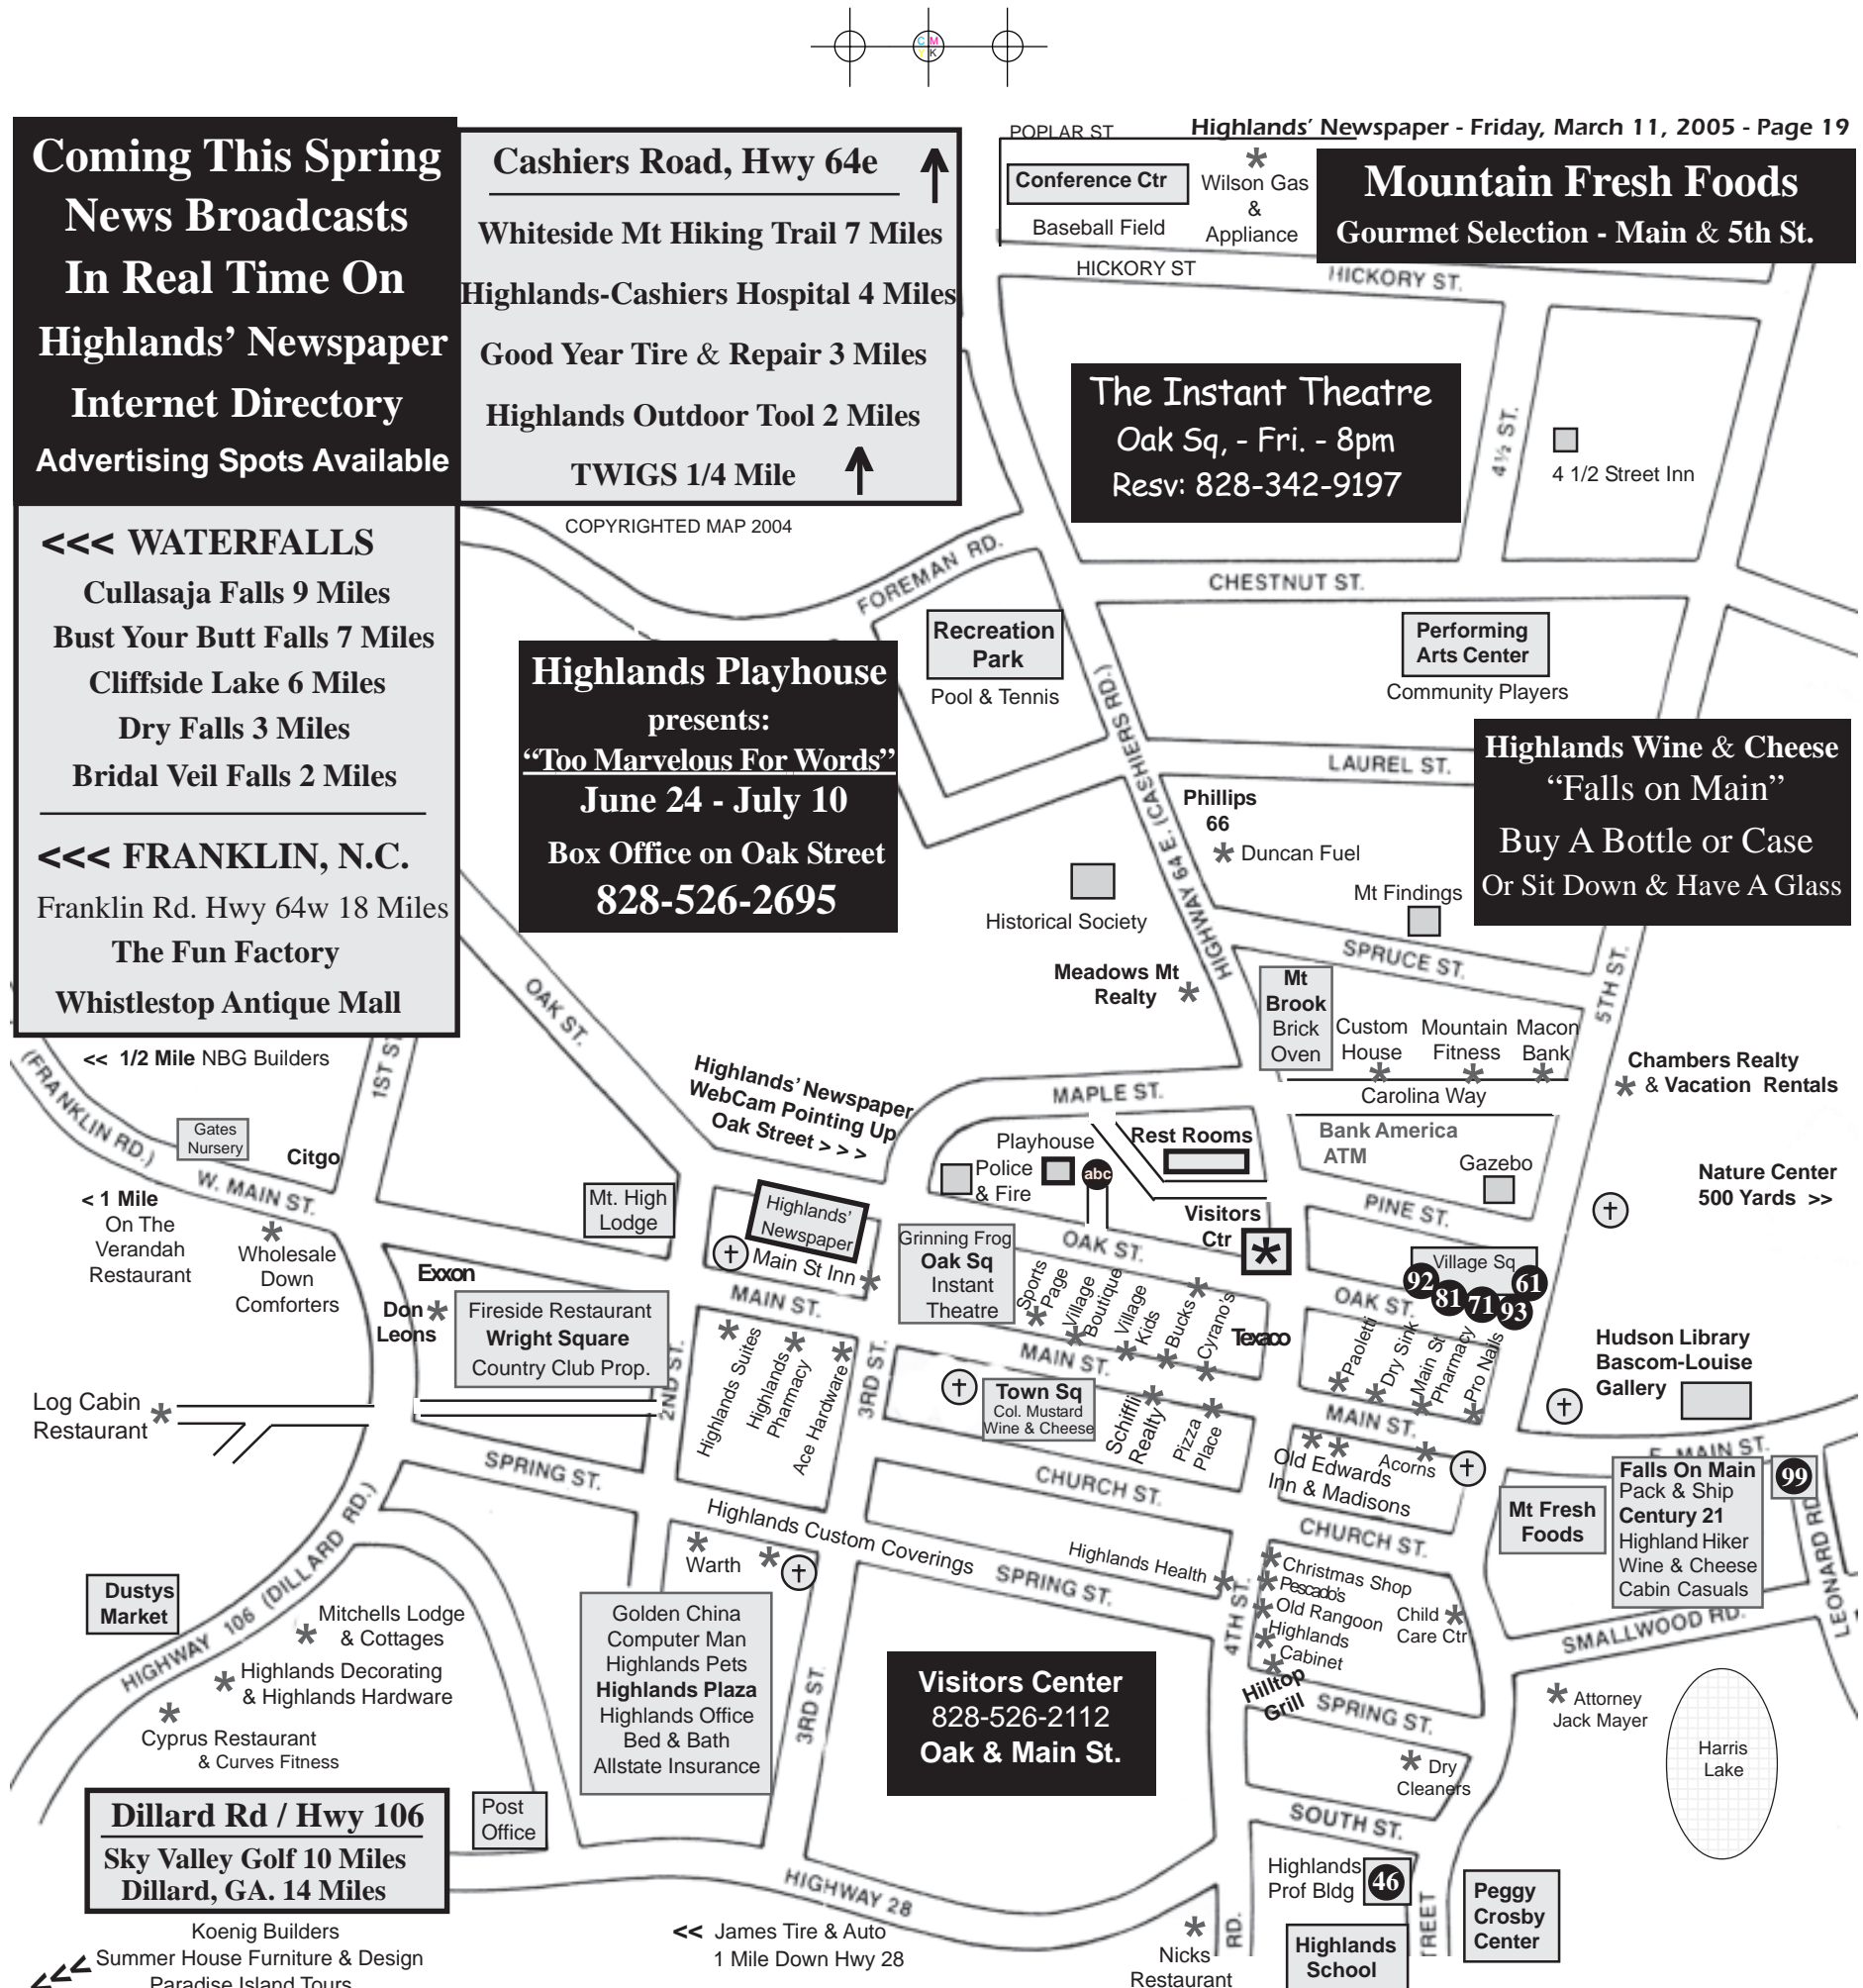 C M
Y K
Highlands' Newspaper - Friday, March 11, 2005 - Page 19
Coming This Spring
News Broadcasts
In Real Time On
Highlands’ Newspaper
Internet Directory
Advertising Spots Available
Cashiers Road, Hwy 64e
Whiteside Mt Hiking Trail 7 Miles
Highlands-Cashiers Hospital 4 Miles
Good Year Tire & Repair 3 Miles
Highlands Outdoor Tool 2 Miles
TWIGS 1/4 Mile
COPYRIGHTED MAP 2004
POPLAR ST
Conference Ctr
Baseball Field
Wilson Gas
&
Appliance
Mountain Fresh Foods
Gourmet Selection - Main & 5th St.
HICKORY ST
HICKORY ST.
The Instant Theatre
Oak Sq, - Fri. - 8pm
Resv: 828-342-9197
4½ ST.
4 1/2 Street Inn
<<< WATERFALLS
Cullasaja Falls 9 Miles
Bust Your Butt Falls 7 Miles
Cliffside Lake 6 Miles
Dry Falls 3 Miles
Bridal Veil Falls 2 Miles
<<< FRANKLIN, N.C.
Franklin Rd. Hwy 64w 18 Miles
The Fun Factory
Whistlestop Antique Mall
FOREMAN RD.
CHESTNUT ST.
Recreation
Park
Pool & Tennis
Performing
Arts Center
Community Players
Highlands Playhouse
presents:
“Too Marvelous For Words”
June 24 - July 10
Box Office on Oak Street
828-526-2695
HIGHWAY 64 E. (CASHIERS RD.)
LAUREL ST.
Highlands Wine & Cheese
“Falls on Main”
Buy A Bottle or Case
Or Sit Down & Have A Glass
Phillips
66
Duncan Fuel
Mt Findings
Historical Society
SPRUCE ST.
5TH ST.
Meadows Mt
Realty
Mt
Brook
Brick
Oven
Custom
House
Mountain
Fitness
Macon
Bank
Carolina Way
Chambers Realty
& Vacation Rentals
OAK ST.
1ST ST
<< 1/2 Mile NBG Builders
(FRANKLIN RD.)
Gates
Nursery
Citgo
W. MAIN ST.
< 1 Mile
On The
Verandah
Restaurant
Wholesale
Down
Comforters
Highlands’ Newspaper
WebCam Pointing Up
Oak Street > > >
MAPLE ST.
Playhouse
Police
& Fire
abc
Rest Rooms
Bank America
ATM
Gazebo
Nature Center
500 Yards >>
PINE ST.
Mt. High
Lodge
Highlands’
Newspaper
Main St Inn
Visitors
Ctr
Village Sq
92
81
71
61
93
Grinning Frog
Oak Sq
Instant
Theatre
OAK ST.
Sports
Page
Village
Boutique
Village
Kids
Bucks
Cyrano's
Texaco
OAK ST.
Exxon
Don
Leons
Fireside Restaurant
Wright Square
Country Club Prop.
MAIN ST.
2ND ST.
Highlands Suites
Highlands
Pharmacy
Ace Hardware
3RD ST.
MAIN ST.
Paoletti
Dry Sink
Main St
Pharmacy
Pro Nails
Hudson Library
Bascom-Louise
Gallery
Log Cabin
Restaurant
Town Sq
Col. Mustard
Wine & Cheese
Schiffli
Realty
Pizza
Place
MAIN ST.
Old Edwards
Inn & Madisons
Acorns
E. MAIN ST.
SPRING ST.
CHURCH ST.
Falls On Main
Pack & Ship
Century 21
Highland Hiker
Wine & Cheese
Cabin Casuals
99
Mt Fresh
Foods
LEONARD RD
Highlands Custom Coverings
Warth
Highlands Health
CHURCH ST.
SPRING ST.
4TH ST.
Christmas Shop
Pescado's
Old Rangoon
Highlands
Cabinet
Hilltop
Grill
Child
Care Ctr
SMALLWOOD RD.
Dustys
Market
HIGHWAY 106 (DILLARD RD.)
Mitchells Lodge
& Cottages
Highlands Decorating
& Highlands Hardware
Cyprus Restaurant
& Curves Fitness
Golden China
Computer Man
Highlands Pets
Highlands Plaza
Highlands Office
Bed & Bath
Allstate Insurance
3RD ST.
Visitors Center
828-526-2112
Oak & Main St.
SPRING ST.
Attorney
Jack Mayer
Harris
Lake
Dry
Cleaners
Dillard Rd / Hwy 106
Sky Valley Golf 10 Miles
Dillard, GA. 14 Miles
Post
Office
SOUTH ST.
HIGHWAY 28
Highlands
Prof Bldg
46
Peggy
Crosby
Center
Koenig Builders
Summer House Furniture & Design
Paradise Island Tours
<<<
<< James Tire & Auto
1 Mile Down Hwy 28
Nicks
Restaurant
RD.
Highlands
School
TREET